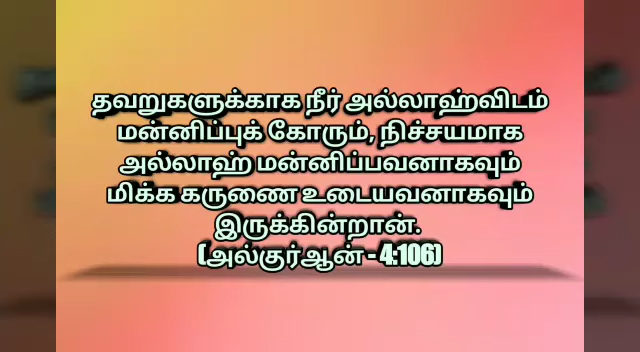 தவறுகளுக்காக நீர் அல்லாஹ்விடம்
மன்னிப்புக் கோரும், நிச்சயமாக
அல்லாஹ் மன்னிப்பவனாகவும்
மிக்க கருணை உடையவனாகவும்
இருக்கின்றான்.
(அல்குர்ஆன் - 4:106)